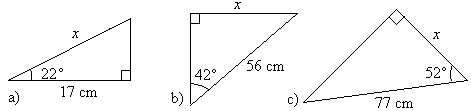 a) x 22° 17 cm
b) x 42° 56 cm
c) x 52° 77 cm